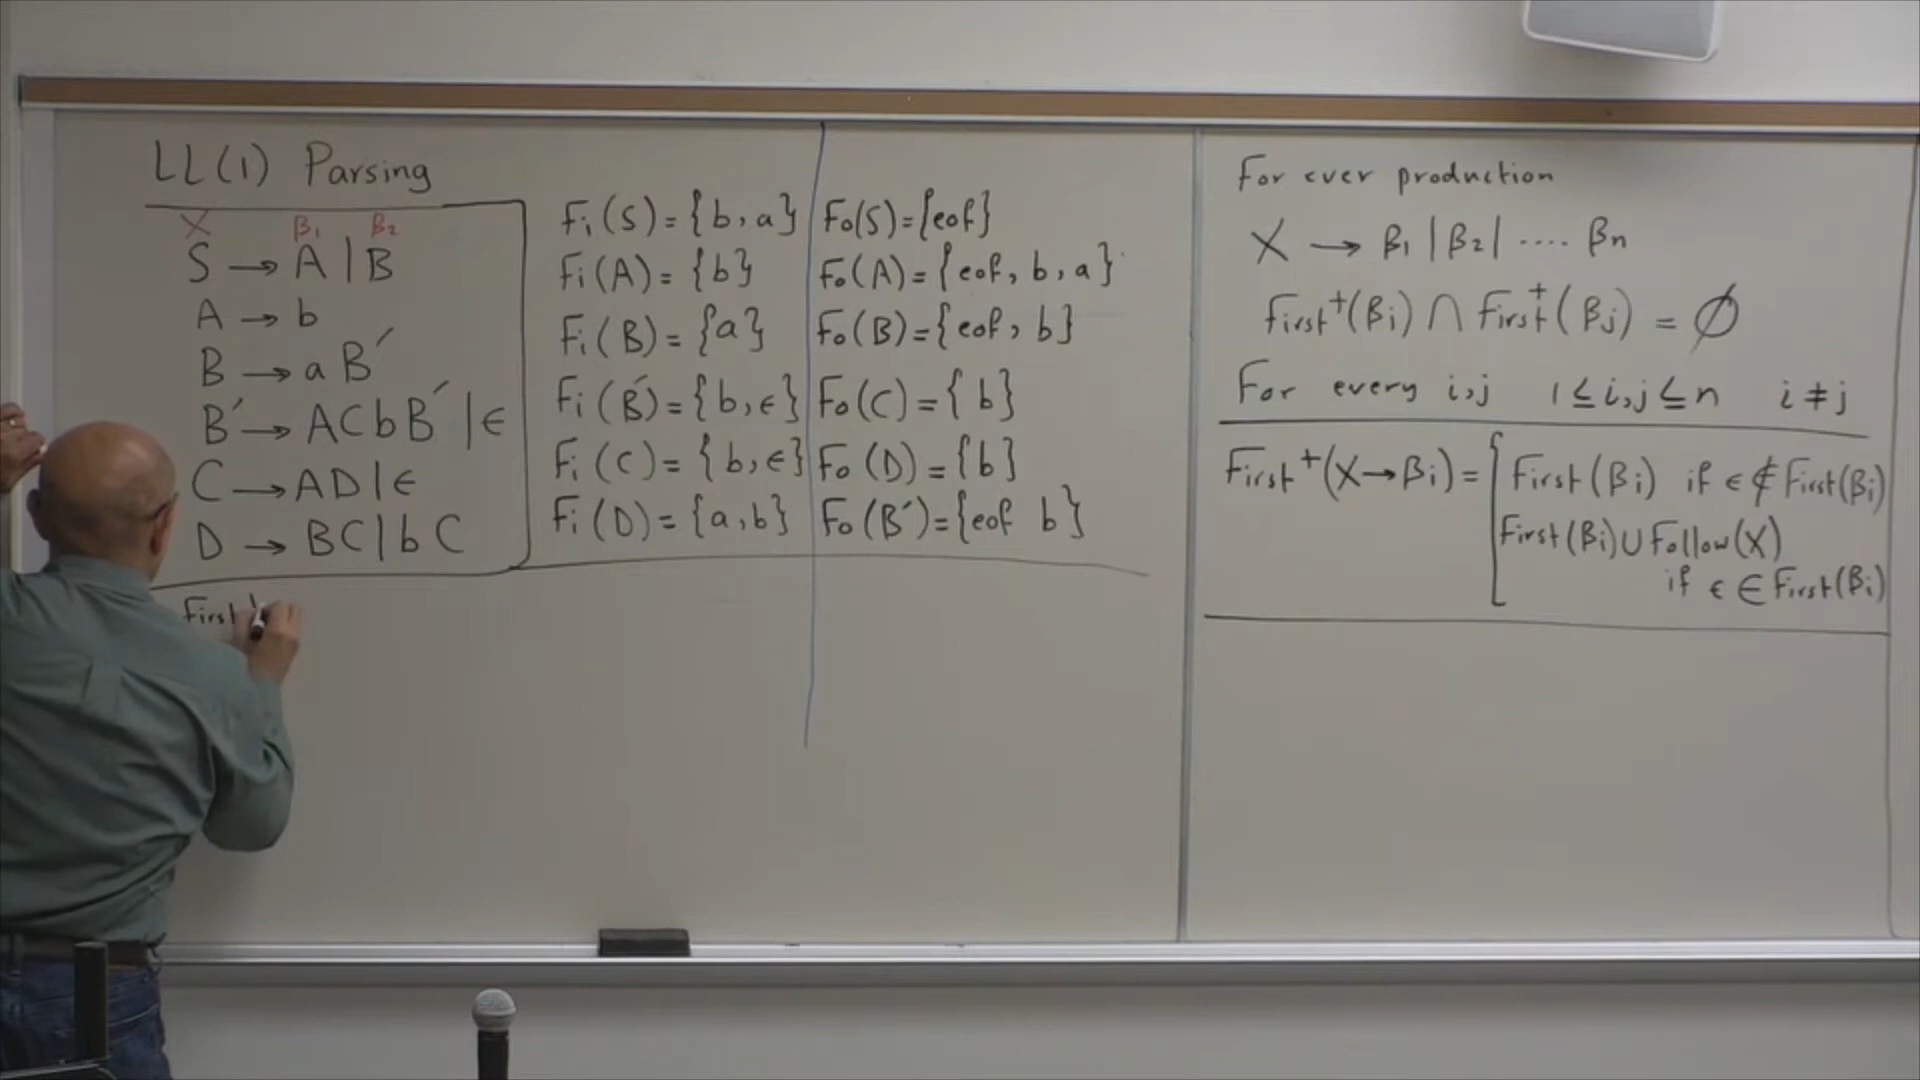 LL(1) Parsing
X β₁ β₂
S → A | B
A → b
B → a B′
B′ → A C b B′ | ϵ
C → A D | ϵ
D → B C | b C
First
Fi (S) = { b , a }
Fi (A) = { b }
Fi ( B ) = { a }
Fi ( B′ ) = { b , ϵ }
Fi ( C ) = { b , ϵ }
Fi ( D ) = { a , b }
Fo(S) = {eof}
Fo(A) = {eof, b, a}
Fo(B) = {eof, b}
Fo(C) = { b }
Fo (D) = {b}
Fo(B′) = {eof b}
For ever production
X → β₁ | β₂ | .... βn
First⁺(βi) ∩ First⁺(βj) = ∅
For every i,j 1 ≤ i,j ≤ n i ≠ j
First⁺(X→βi) = [ First (βi) if ϵ ∉ First(βi)
First(βi) ∪ Follow(X)
if ϵ ∈ First(βi)